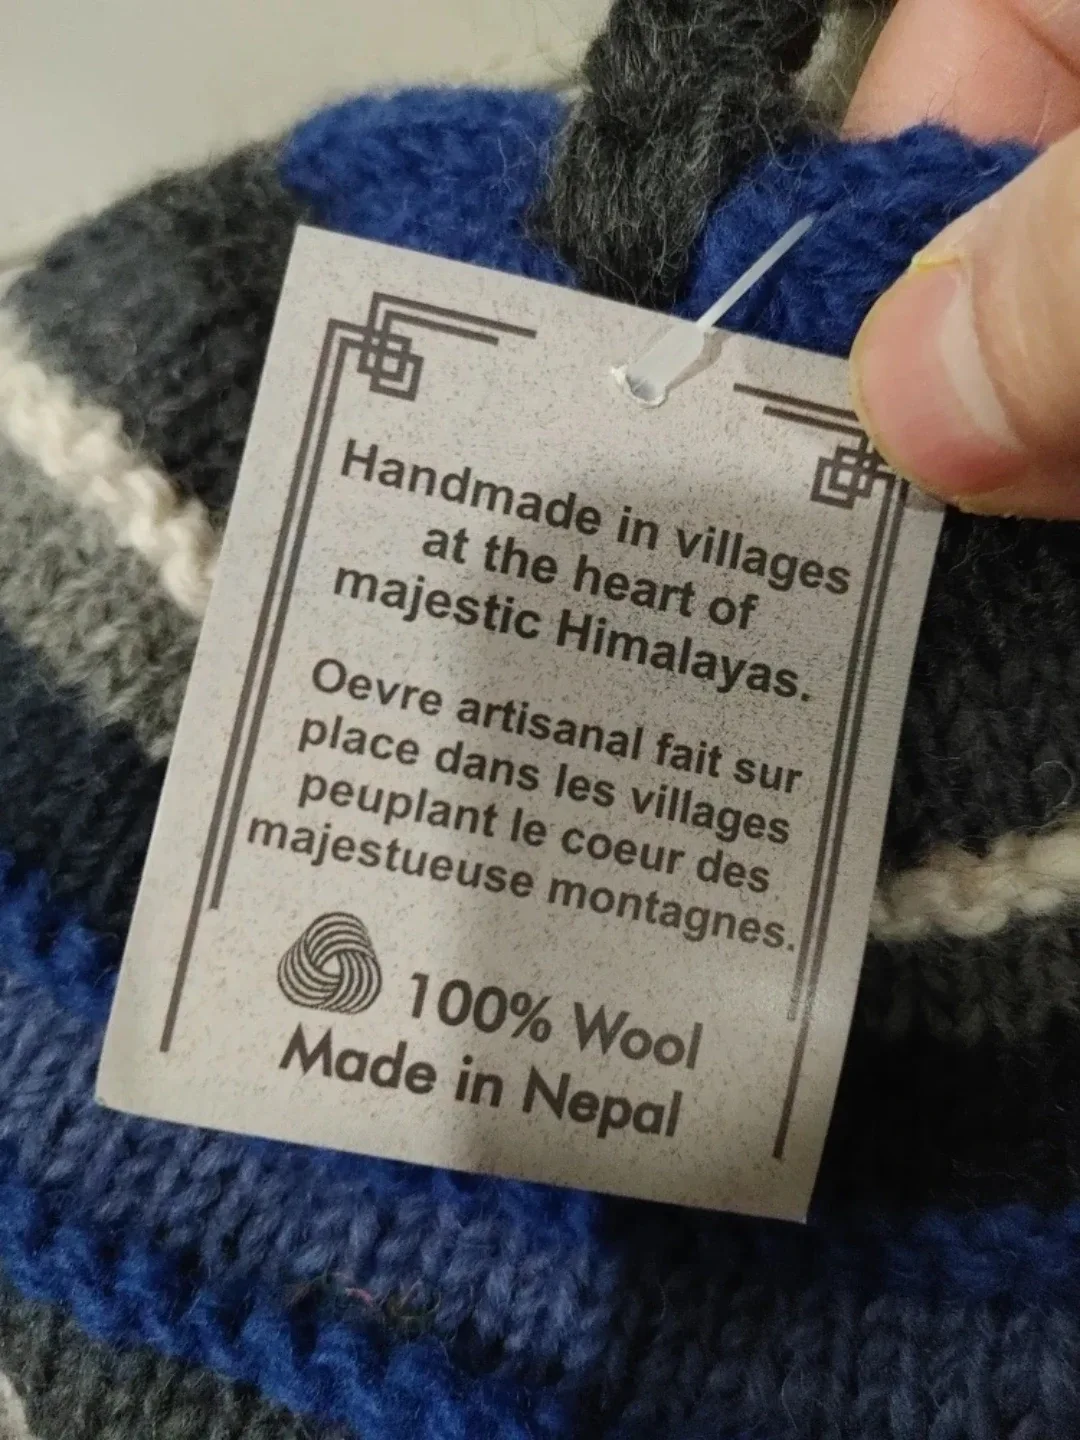 Handmade in villages
at the heart of
majestic Himalayas.
Oevre artisanal fait sur
place dans les villages
peuplant le coeur des
majestueuse montagnes.
100% Wool
Made in Nepal